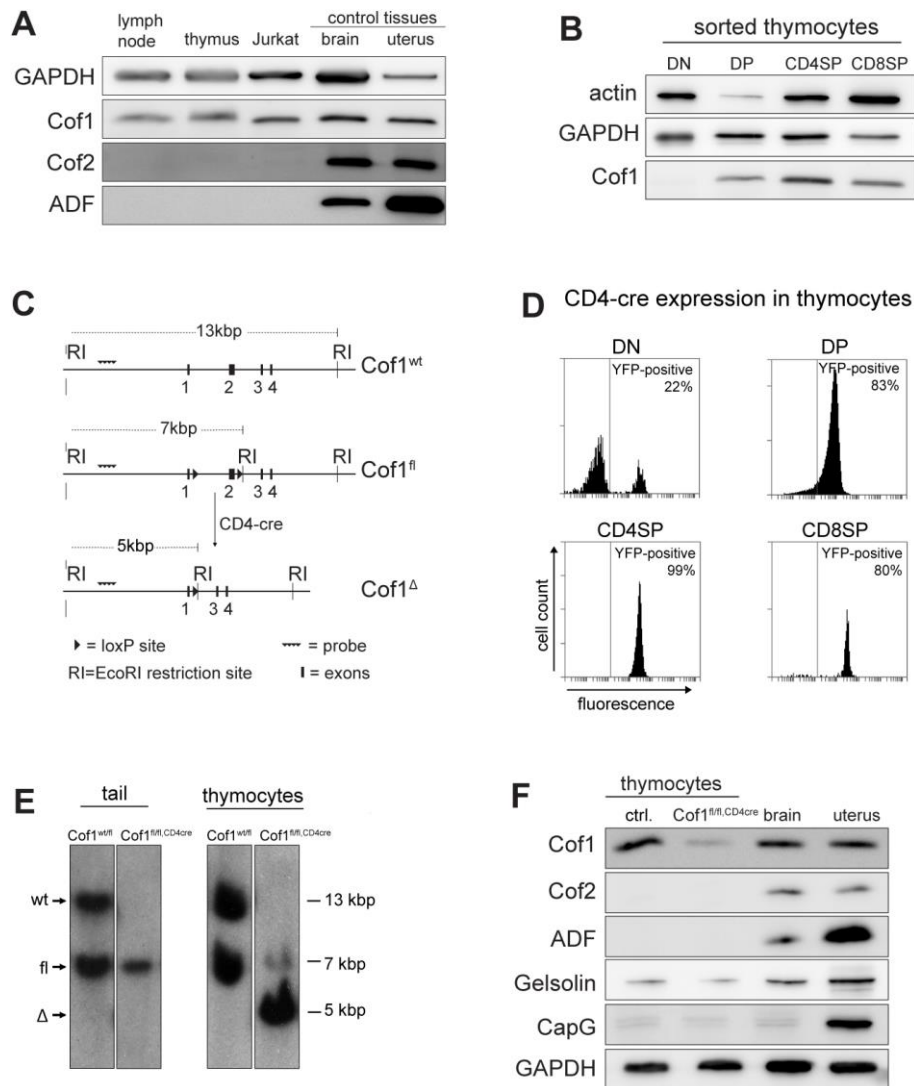 A
lymph node
thymus
Jurkat
control tissues
brain
uterus
GAPDH
Cof1
Cof2
ADF
B
sorted thymocytes
DN DP CD4SP CD8SP
actin
GAPDH
Cof1
C
13kbp
RI RI
Cof1wt
1 2 3 4
7kbp
RI RI RI
Cof1fl
1 2 3 4
CD4-cre
5kbp
RI RI RI
Cof1Δ
1 3 4
= loxP site = probe
RI=EcoRI restriction site = exons
D
CD4-cre expression in thymocytes
DN DP
YFP-positive
22%
YFP-positive
83%
CD4SP CD8SP
YFP-positive
99%
YFP-positive
80%
cell count
fluorescence
E
tail thymocytes
Cof1wt/fl Cof1fl/fl,CD4cre Cof1wt/fl Cof1fl/fl,CD4cre
wt 13 kbp
fl 7 kbp
Δ 5 kbp
F
thymocytes
ctrl. Cof1fl/fl,CD4cre brain uterus
Cof1
Cof2
ADF
Gelsolin
CapG
GAPDH